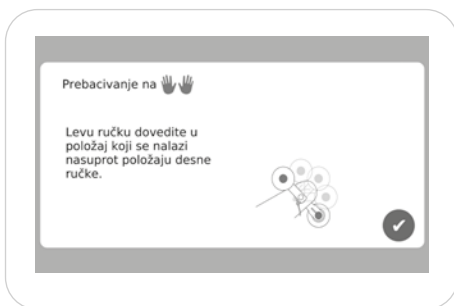 Prebacivanje na
Levu ručku dovedite u
položaj koji se nalazi
nasuprot položaju desne
ručke.